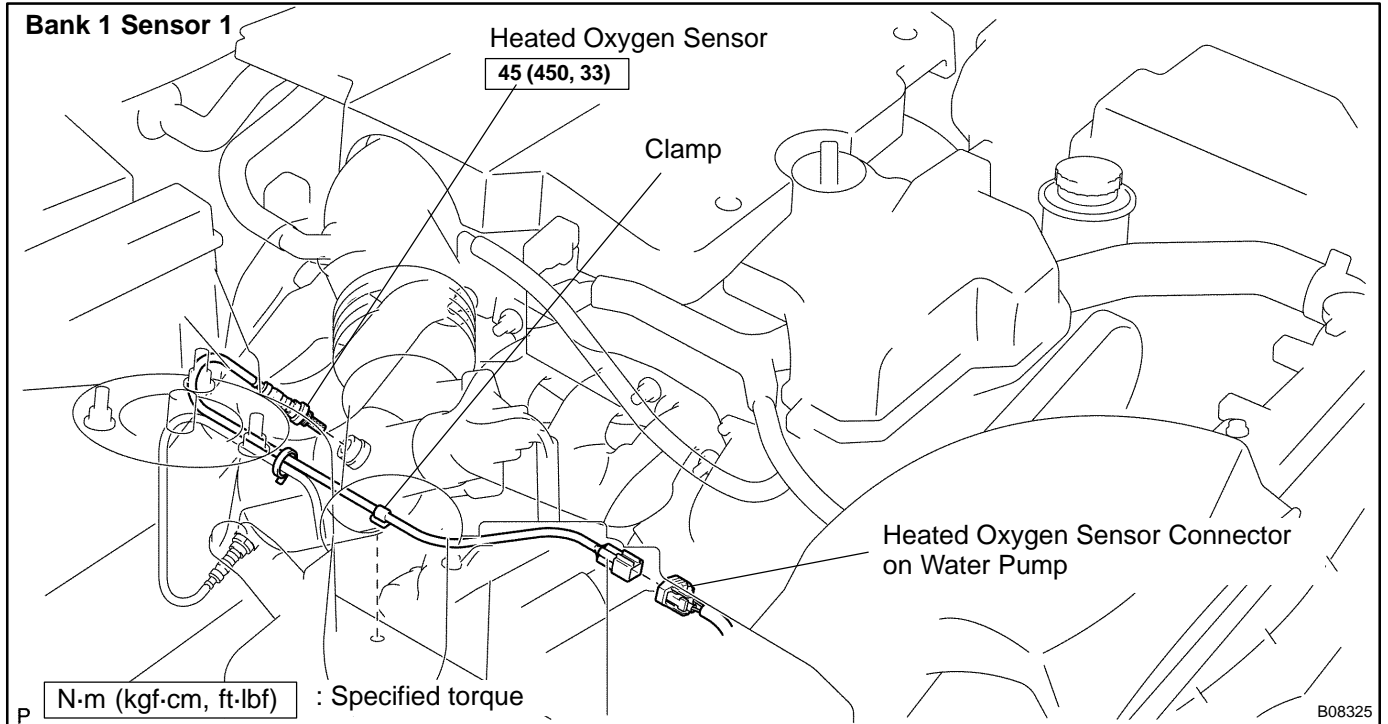 Bank 1 Sensor 1
Heated Oxygen Sensor
45 (450, 33)
Clamp
Heated Oxygen Sensor Connector
on Water Pump
N·m (kgf·cm, ft·lbf) : Specified torque
P
B08325